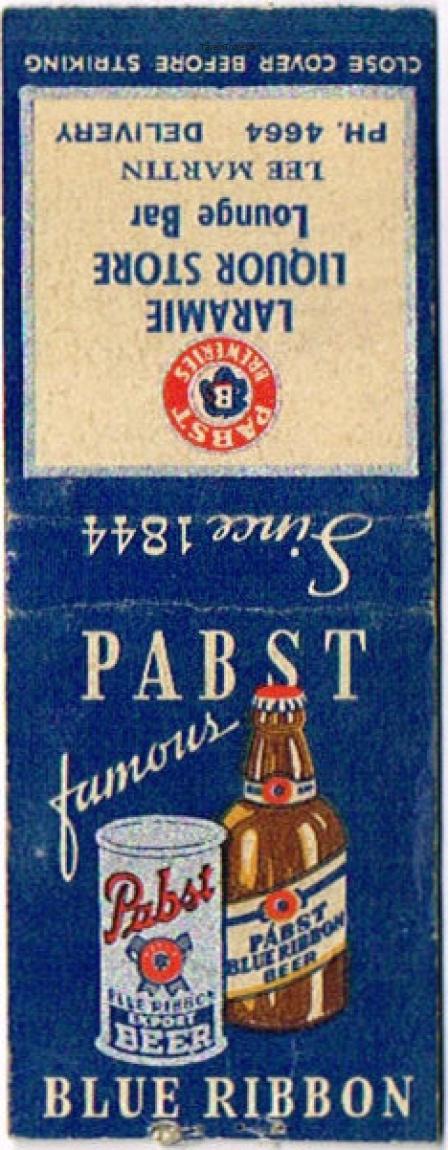 CLOSE COVER BEFORE STRIKING
PABST
BREWERIES
B
LARAMIE
LIQUOR STORE
Lounge Bar
LEE MARTIN
PH. 4664 DELIVERY
Since 1844
PABST
famous
Pabst
BLUE RIBBON
EXPORT
BEER
PABST
BLUE RIBBON
BEER
BLUE RIBBON